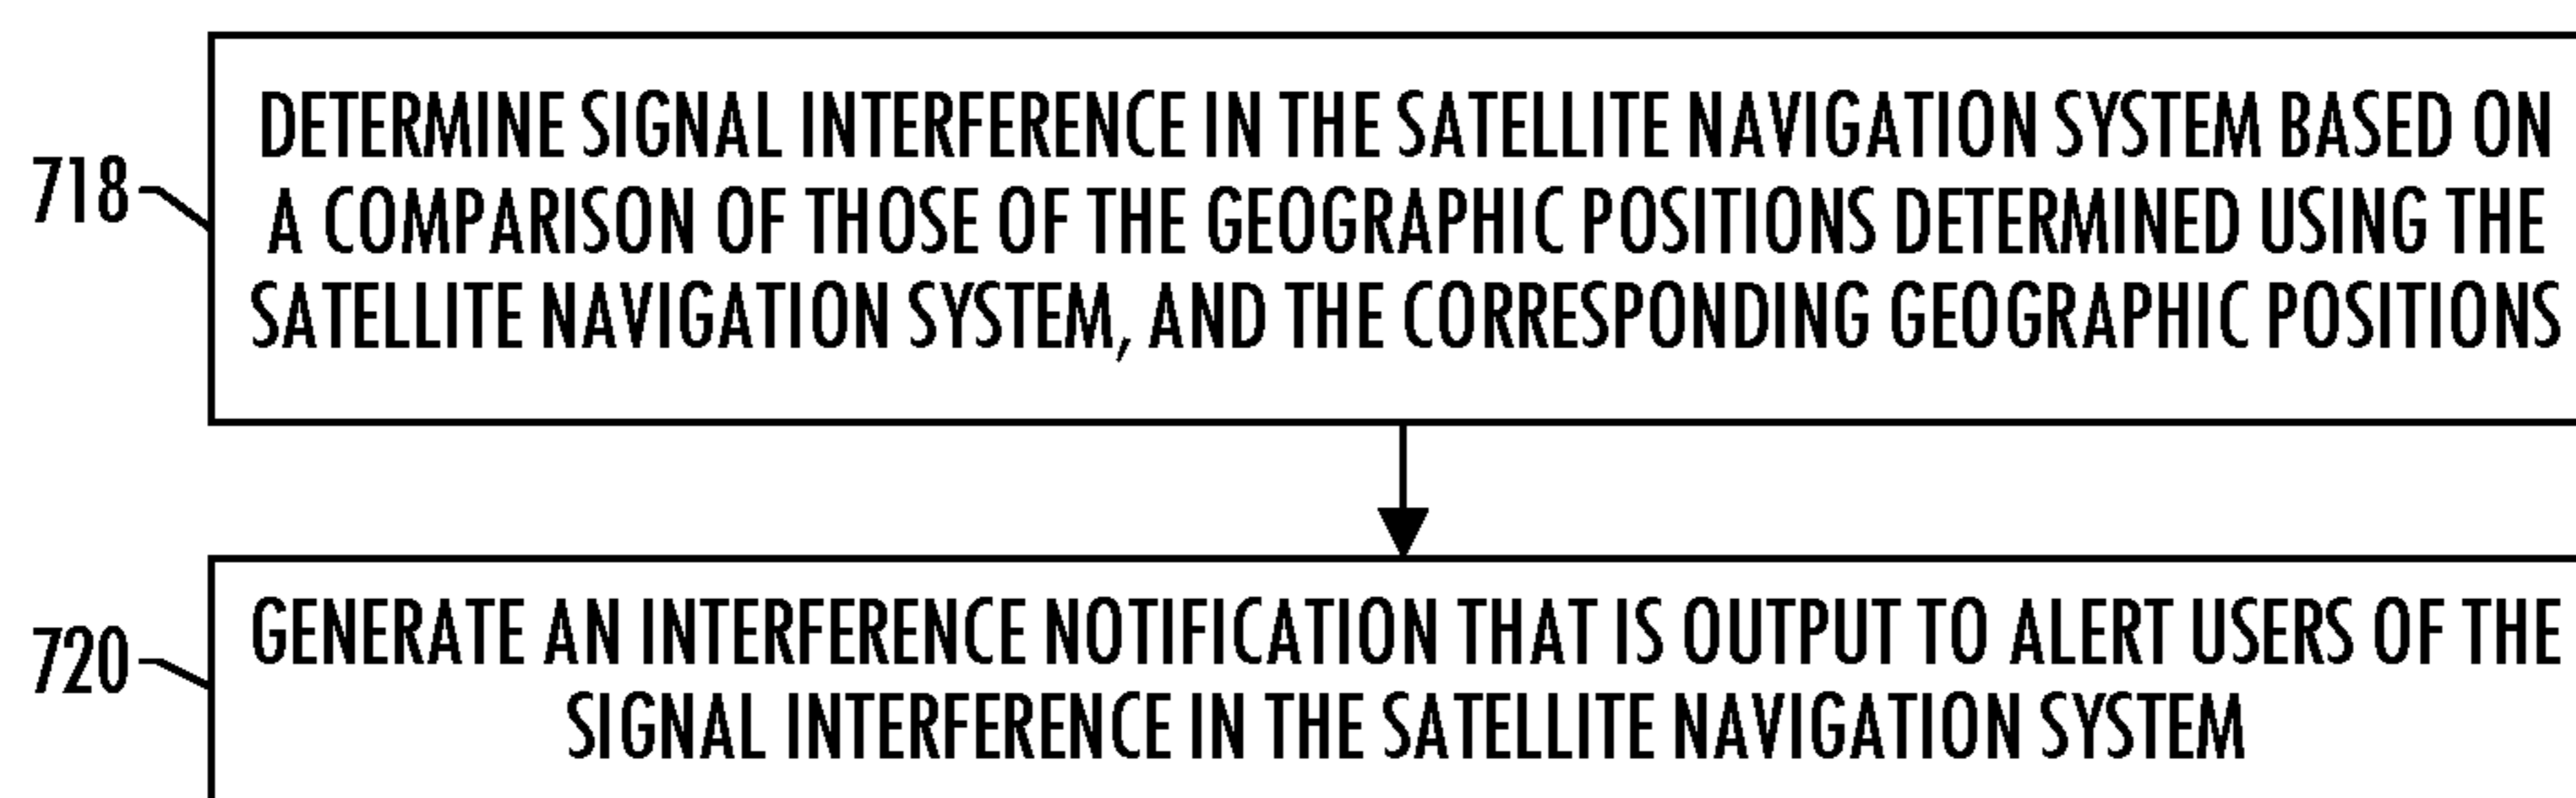 DETERMINE SIGNAL INTERFERENCE IN THE SATELLITE NAVIGATION SYSTEM BASED ON
718
A COMPARISON OF THOSE OF THE GEOGRAPHIC POSITIONS DETERMINED USING THE
SATELLITE NAVIGATION SYSTEM, AND THE CORRESPONDING GEOGRAPHIC POSITIONS
GENERATE AN INTERFERENCE NOTIFICATION THAT IS OUTPUT TO ALERT USERS OF THE
720
SIGNAL INTERFERENCE IN THE SATELLITE NAVIGATION SYSTEM